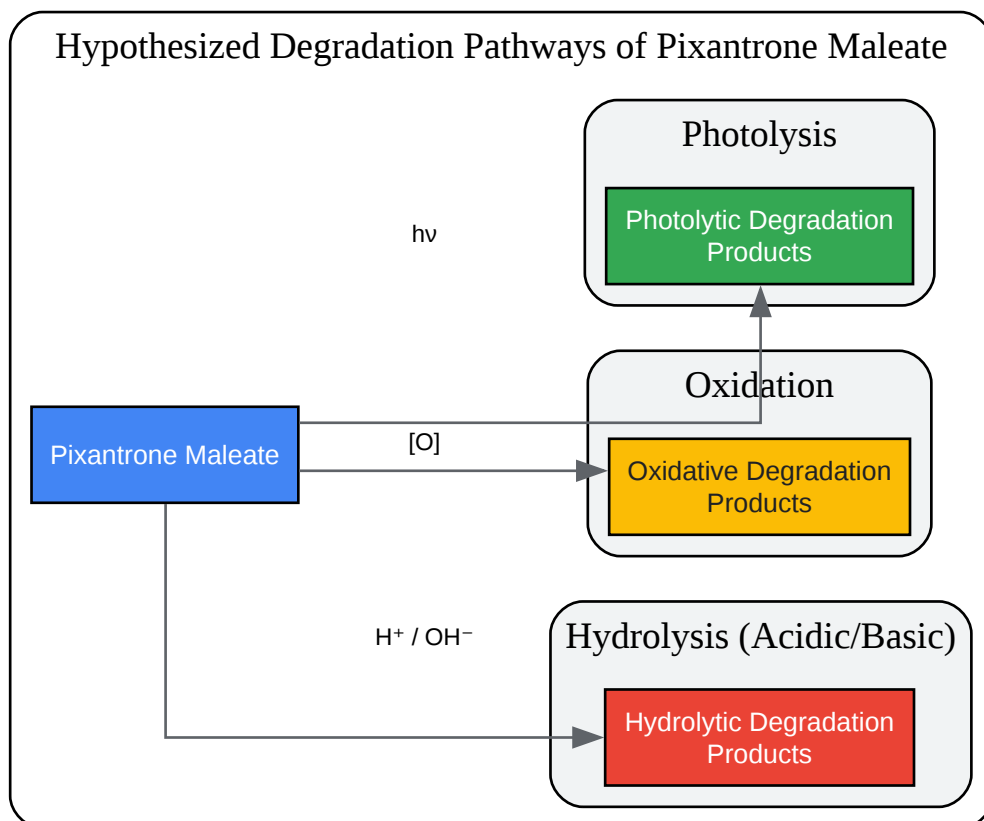 Hypothesized Degradation Pathways of Pixantrone Maleate
Photolysis
Photolytic Degradation
Products
hν
Oxidation
Pixantrone Maleate
[O]
Oxidative Degradation
Products
H⁺ / OH⁻
Hydrolysis (Acidic/Basic)
Hydrolytic Degradation
Products